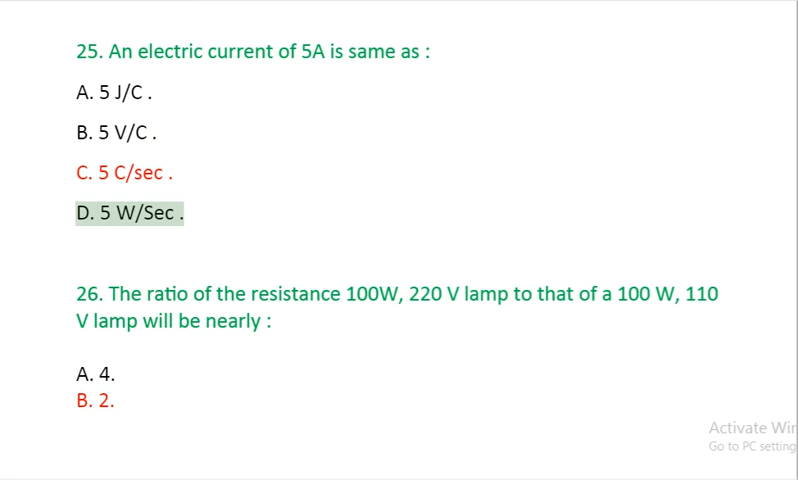 25. An electric current of 5A is same as :
A. 5 J/C .
B. 5 V/C .
C. 5 C/sec .
D. 5 W/Sec .
26. The ratio of the resistance 100W, 220 V lamp to that of a 100 W, 110
V lamp will be nearly :
A. 4.
B. 2.
Activate Win
Go to PC setting